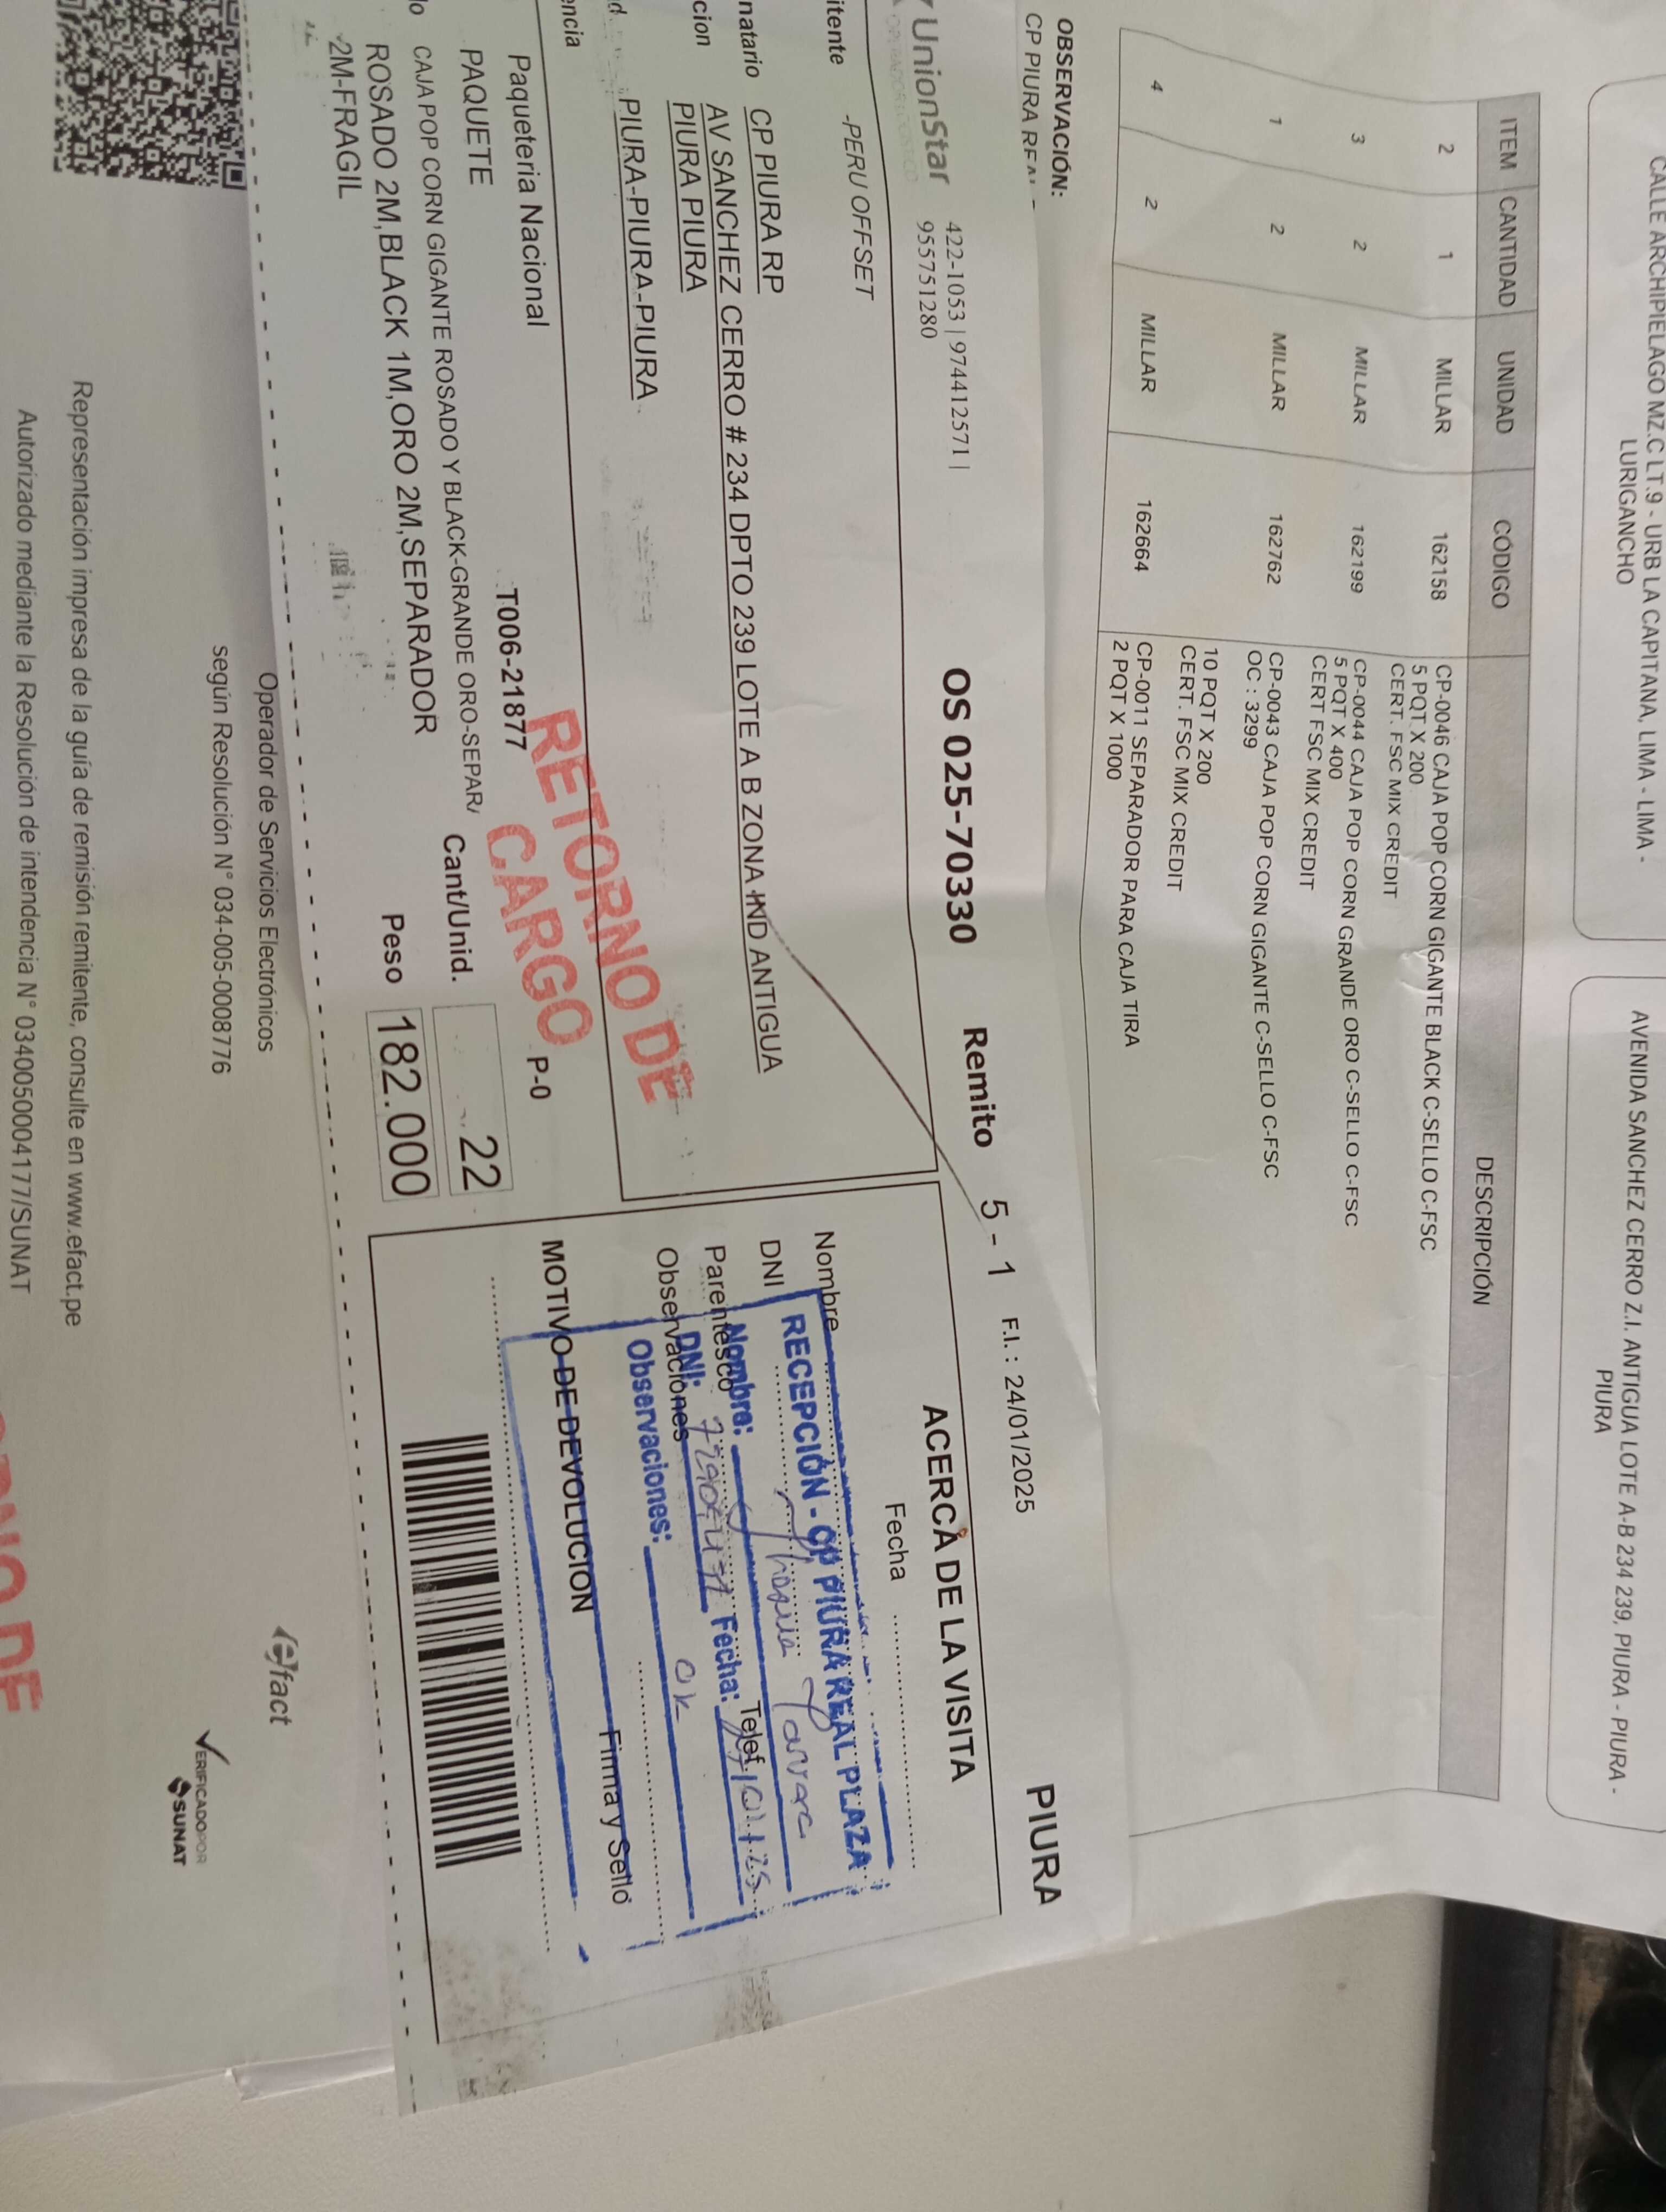 CALLE ARCHIPIELAGO MZ.C LT.9 - URB LA CAPITANA, LIMA - LIMA -
LURIGANCHO
AVENIDA SANCHEZ CERRO Z.I. ANTIGUA LOTE A-B 234 239, PIURA - PIURA -
PIURA
ITEM CANTIDAD UNIDAD CÓDIGO DESCRIPCIÓN
2 1 MILLAR 162158 CP-0046 CAJA POP CORN GIGANTE BLACK C-SELLO C-FSC
5 PQT X 200
CERT. FSC MIX CREDIT
3 2 MILLAR 162199 CP-0044 CAJA POP CORN GRANDE ORO C-SELLO C-FSC
5 PQT X 400
CERT FSC MIX CREDIT
1 2 MILLAR 162762 CP-0043 CAJA POP CORN GIGANTE C-SELLO C-FSC
OC : 3299
10 PQT X 200
CERT. FSC MIX CREDIT
4 2 MILLAR 162664 CP-0011 SEPARADOR PARA CAJA TIRA
2 PQT X 1000
OBSERVACIÓN:
CP PIURA REAL
UnionStar
422-1053 | 974412571 |
955751280
OS 025-70330 Remito 5 - 1 F.I. : 24/01/2025 PIURA
itente -PERU OFFSET
natario CP PIURA RP
cion AV SANCHEZ CERRO # 234 DPTO 239 LOTE A B ZONA IND ANTIGUA
PIURA PIURA
d PIURA-PIURA-PIURA
encia
Paqueteria Nacional T006-21877 P-0
PAQUETE Cant/Unid. 22
do CAJA POP CORN GIGANTE ROSADO Y BLACK-GRANDE ORO-SEPAR/
ROSADO 2M,BLACK 1M,ORO 2M,SEPARADOR Peso 182.000
2M-FRAGIL
RETORNO DE
CARGO
ACERCA DE LA VISITA
Fecha
Nombre
DNI
Parentesco Telef
Observaciones
Firma y Sello
MOTIVO DE DEVOLUCION
RECEPCIÓN - CP PIURA REAL PLAZA
Nombre:
DNI: Fecha:
Observaciones: OK
Operador de Servicios Electrónicos
según Resolución N° 034-005-0008776
efact
VERIFICADO POR
SUNAT
Representación impresa de la guía de remisión remitente, consulte en www.efact.pe
Autorizado mediante la Resolución de intendencia N° 0340050004177/SUNAT